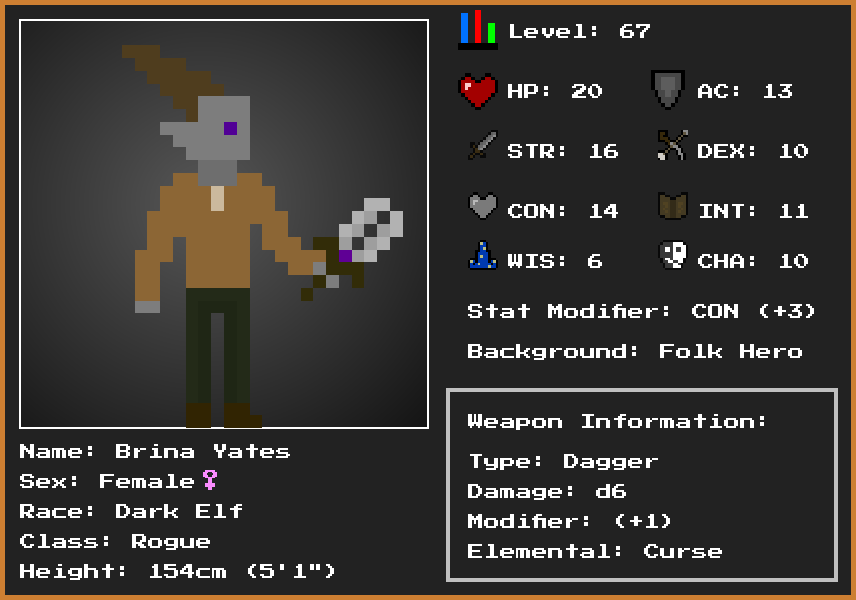 Level: 67
HP: 20 AC: 13
STR: 16 DEX: 10
CON: 14 INT: 11
WIS: 6 CHA: 10
Stat Modifier: CON (+3)
Background: Folk Hero
Weapon Information:
Type: Dagger
Damage: d6
Modifier: (+1)
Elemental: Curse
Name: Brina Yates
Sex: Female♀
Race: Dark Elf
Class: Rogue
Height: 154cm (5'1")